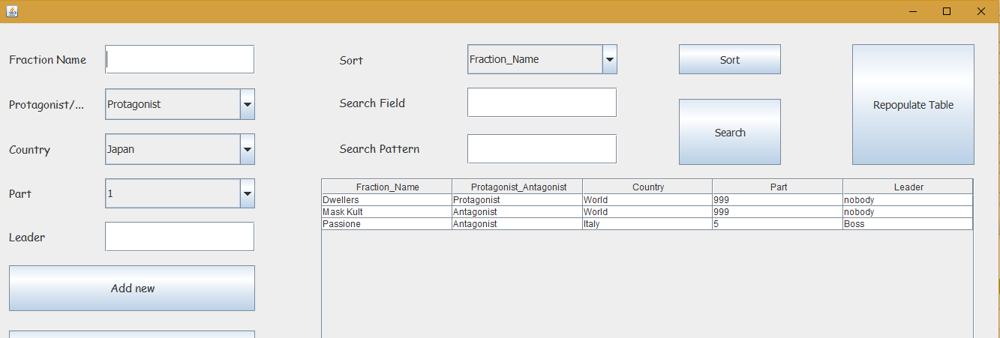 Fraction Name
Protagonist/...
Protagonist
Country
Japan
Part
1
Leader
Add new
Sort
Fraction_Name
Sort
Search Field
Search Pattern
Search
Repopulate Table
Fraction_Name Protagonist_Antagonist Country Part Leader
Dwellers Protagonist World 999 nobody
Mask Kult Antagonist World 999 nobody
Passione Antagonist Italy 5 Boss